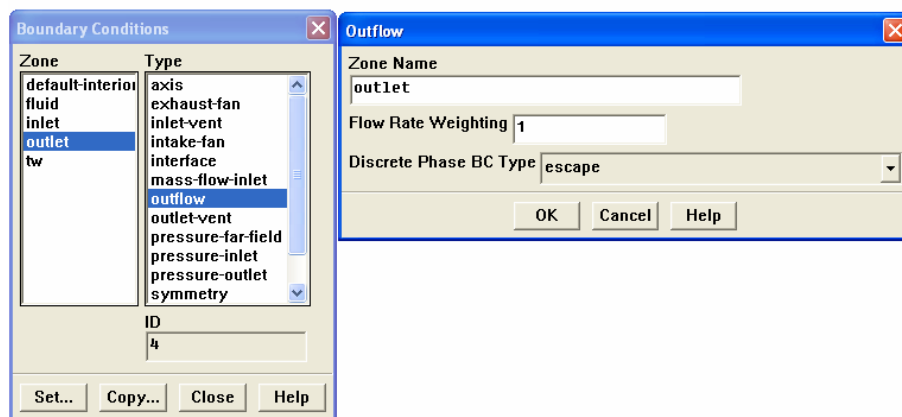 Boundary Conditions
Zone
Type
default-interior
fluid
inlet
outlet
tw
axis
exhaust-fan
inlet-vent
intake-fan
interface
mass-flow-inlet
outflow
outlet-vent
pressure-far-field
pressure-inlet
pressure-outlet
symmetry
ID
4
Set...
Copy...
Close
Help
Outflow
Zone Name
outlet
Flow Rate Weighting 1
Discrete Phase BC Type escape
OK
Cancel
Help